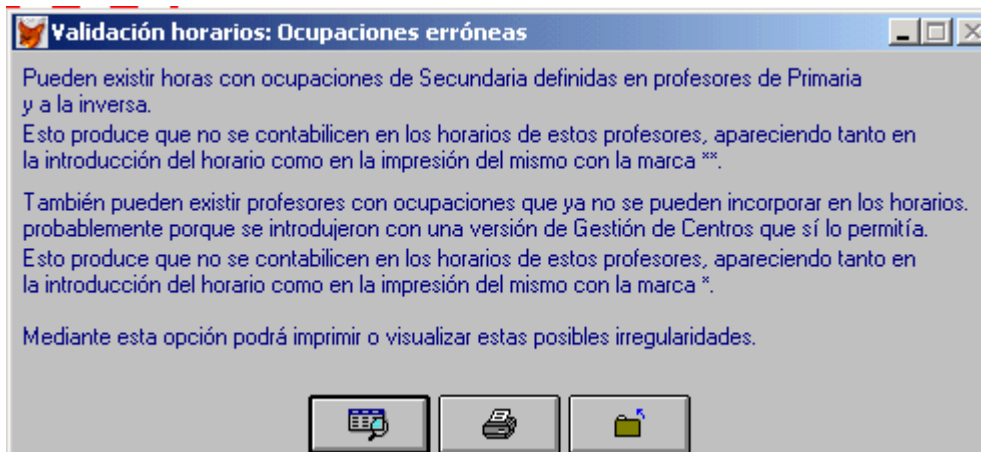 Validación horarios: Ocupaciones erróneas
Pueden existir horas con ocupaciones de Secundaria definidas en profesores de Primaria
y a la inversa.
Esto produce que no se contabilicen en los horarios de estos profesores, apareciendo tanto en
la introducción del horario como en la impresión del mismo con la marca **.
También pueden existir profesores con ocupaciones que ya no se pueden incorporar en los horarios.
probablemente porque se introdujeron con una versión de Gestión de Centros que sí lo permitía.
Esto produce que no se contabilicen en los horarios de estos profesores, apareciendo tanto en
la introducción del horario como en la impresión del mismo con la marca *.
Mediante esta opción podrá imprimir o visualizar estas posibles irregularidades.